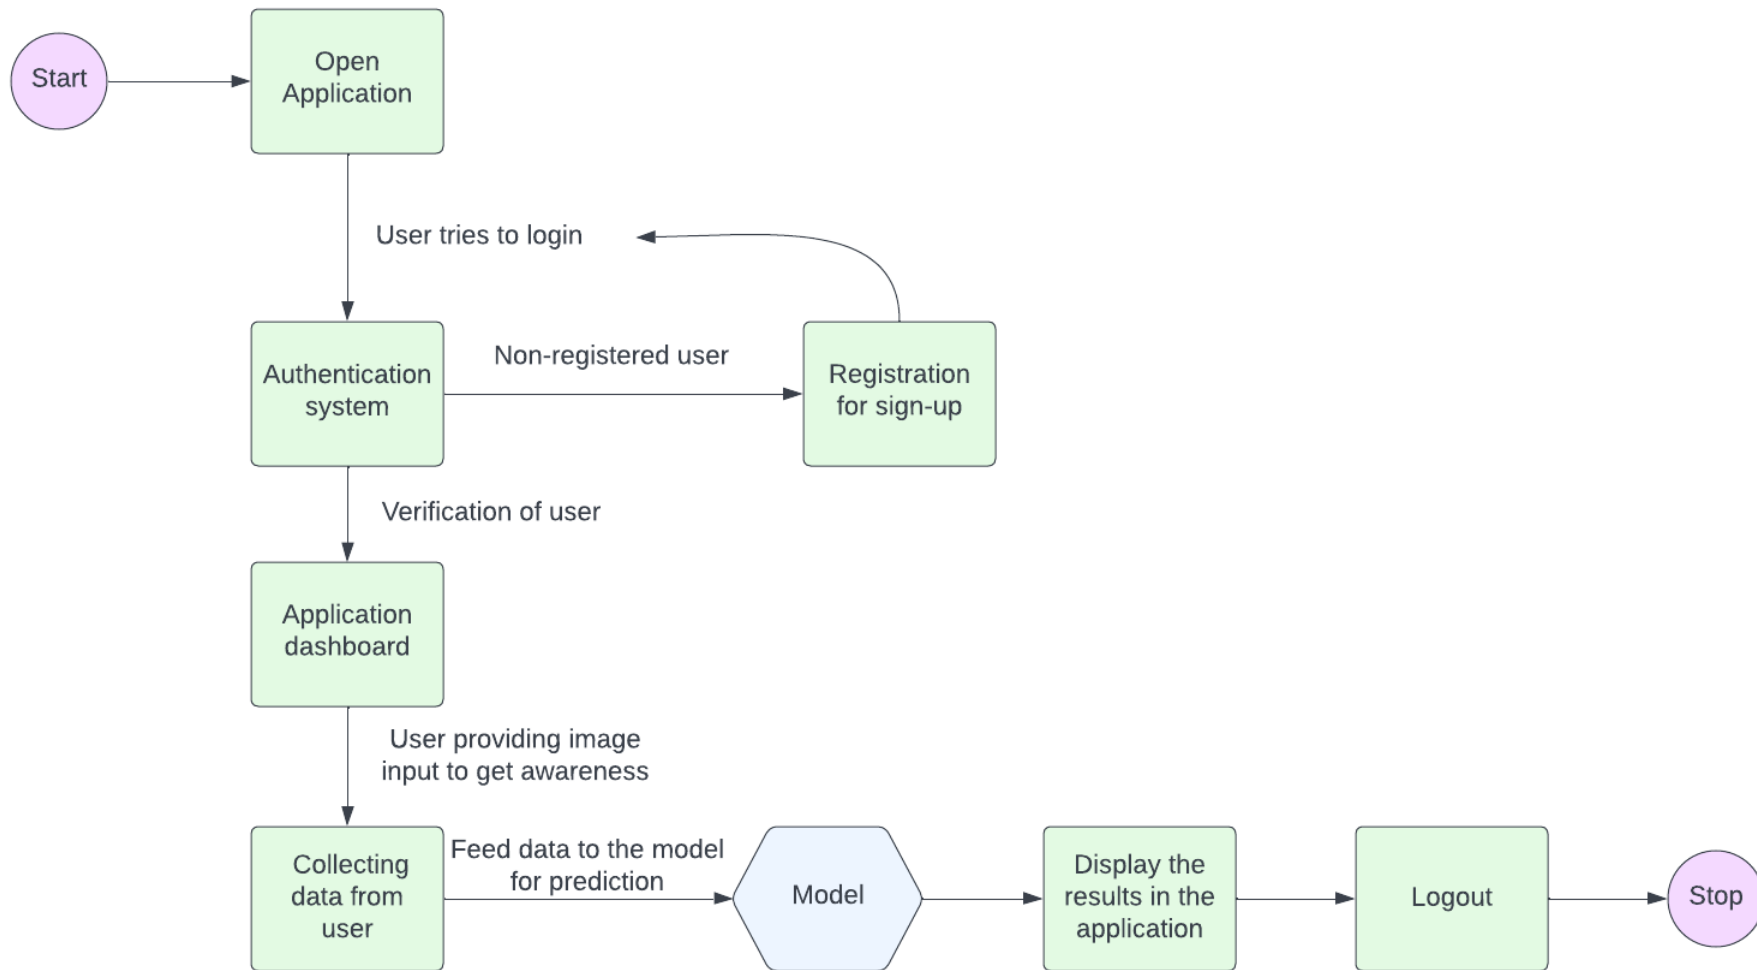 Start
Open
Application
User tries to login
Authentication
system
Non-registered user
Registration
for sign-up
Verification of user
Application
dashboard
User providing image
input to get awareness
Collecting
data from
user
Feed data to the model
for prediction
Model
Display the
results in the
application
Logout
Stop